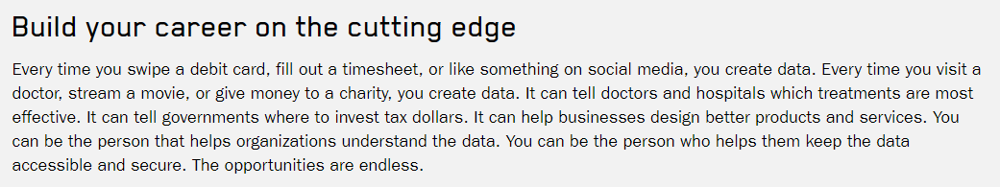 Build your career on the cutting edge
Every time you swipe a debit card, fill out a timesheet, or like something on social media, you create data. Every time you visit a
doctor, stream a movie, or give money to a charity, you create data. It can tell doctors and hospitals which treatments are most
effective. It can tell governments where to invest tax dollars. It can help businesses design better products and services. You
can be the person that helps organizations understand the data. You can be the person who helps them keep the data
accessible and secure. The opportunities are endless.